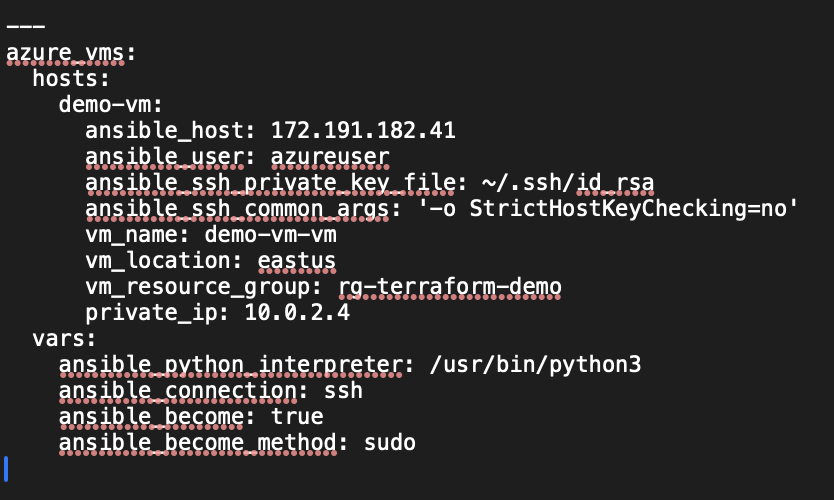 ---
azure_vms:
  hosts:
    demo-vm:
      ansible_host: 172.191.182.41
      ansible_user: azureuser
      ansible_ssh_private_key_file: ~/.ssh/id_rsa
      ansible_ssh_common_args: '-o StrictHostKeyChecking=no'
      vm_name: demo-vm-vm
      vm_location: eastus
      vm_resource_group: rg-terraform-demo
      private_ip: 10.0.2.4
  vars:
    ansible_python_interpreter: /usr/bin/python3
    ansible_connection: ssh
    ansible_become: true
    ansible_become_method: sudo